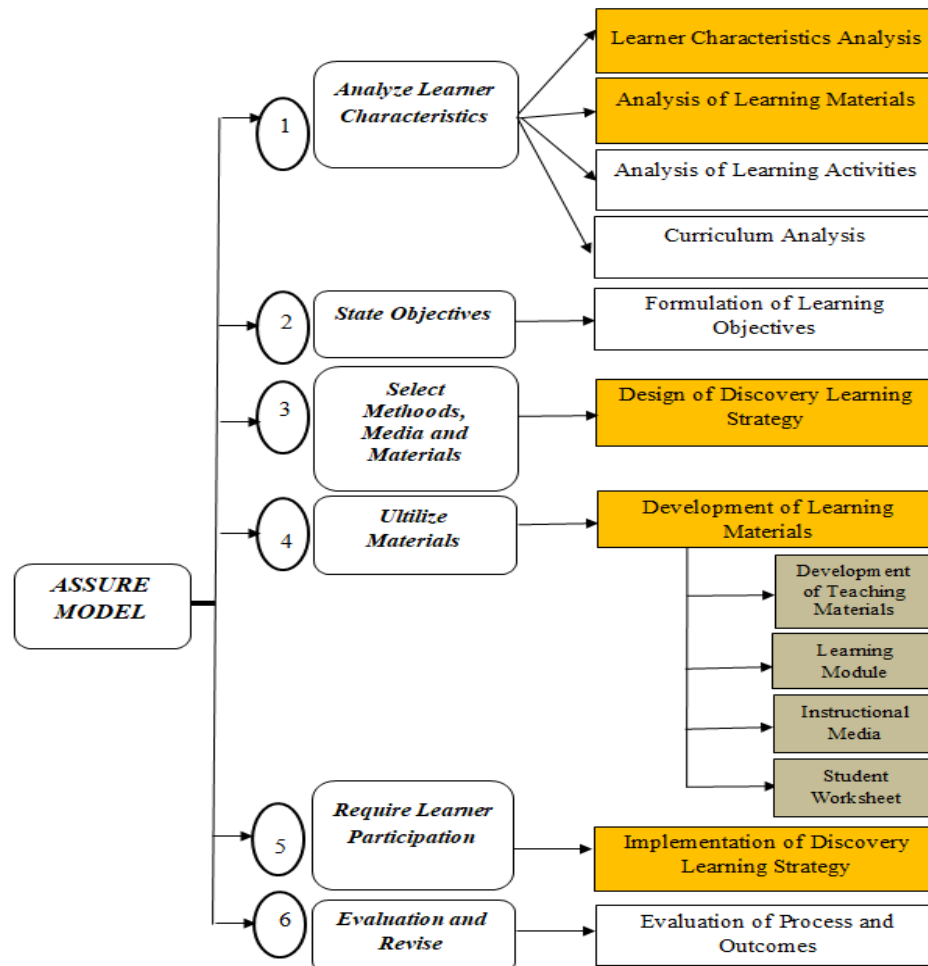 ASSURE
MODEL
1
Analyze Learner
Characteristics
Learner Characteristics Analysis
Analysis of Learning Materials
Analysis of Learning Activities
Curriculum Analysis
2
State Objectives
Formulation of Learning
Objectives
3
Select
Methoods,
Media and
Materials
Design of Discovery Learning
Strategy
4
Ultilize
Materials
Development of Learning
Materials
Development
of Teaching
Materials
Learning
Module
Instructional
Media
Student
Worksheet
5
Require Learner
Participation
Implementation of Discovery
Learning Strategy
6
Evaluation and
Revise
Evaluation of Process and
Outcomes